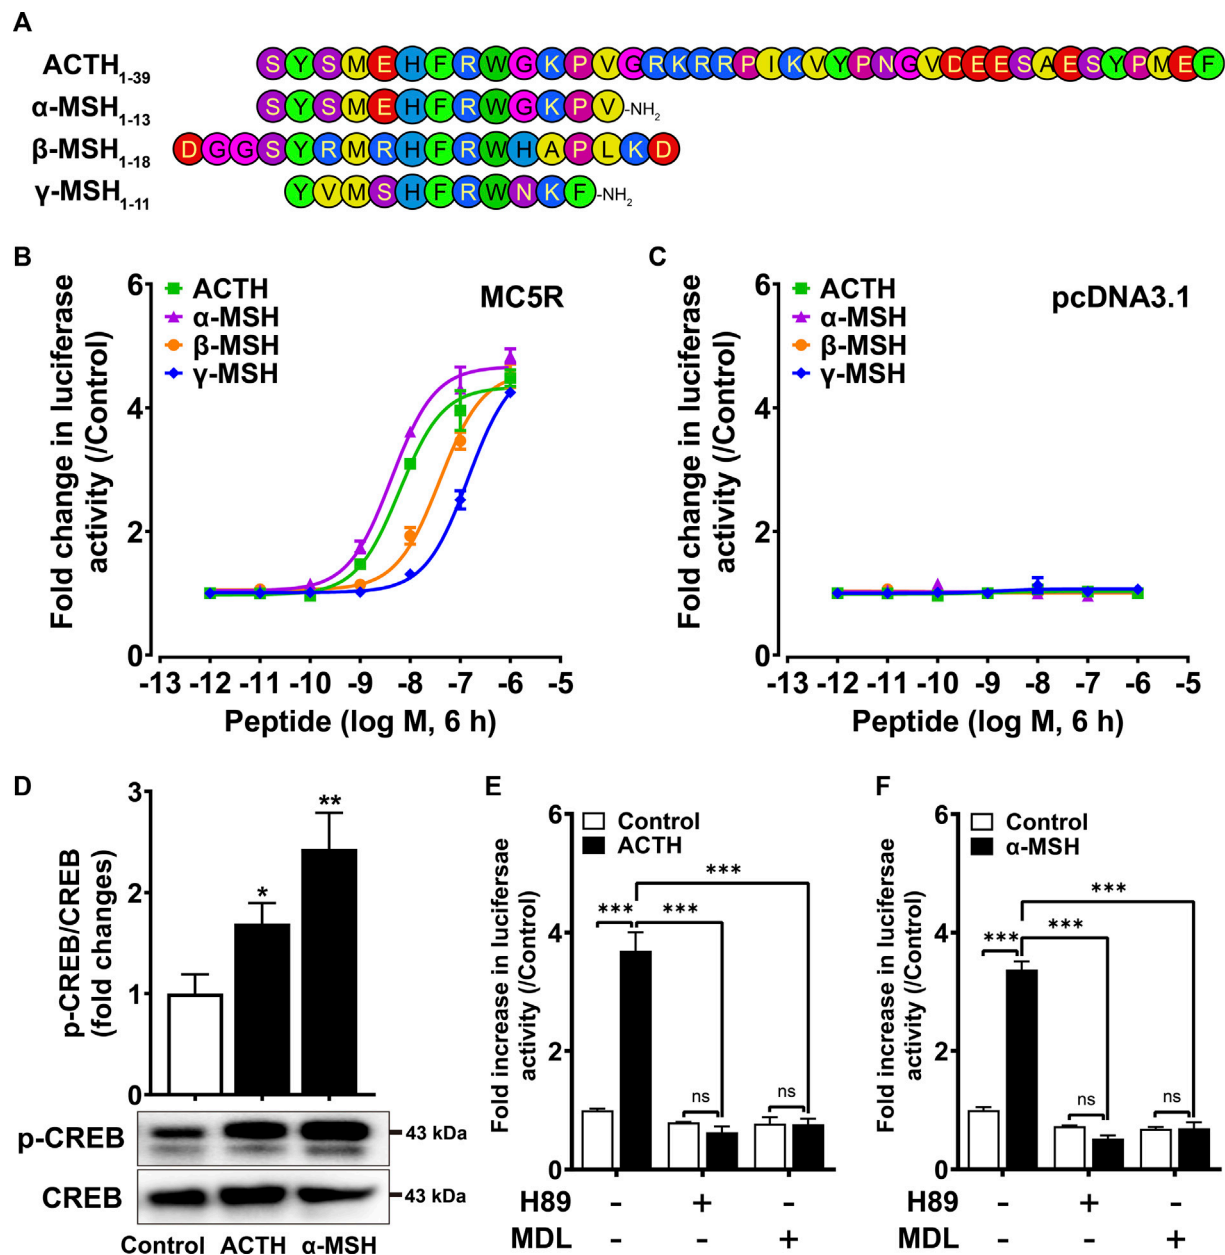 A
ACTH1-39 SYSMEHFRWGKPVGRKRRPIKVYPNGVDEESAESYPMEF
α-MSH1-13 SYSMEHFRWGKPV-NH2
β-MSH1-18 DGGSYRMRHFRWHAPLKD
γ-MSH1-11 YVMSHFRWNKF-NH2
B
Fold change in luciferase
activity (/Control)
6
4
2
0
ACTH
α-MSH
β-MSH
γ-MSH
MC5R
-13 -12 -11 -10 -9 -8 -7 -6 -5
Peptide (log M, 6 h)
C
Fold change in luciferase
activity (/Control)
6
4
2
0
ACTH
α-MSH
β-MSH
γ-MSH
pcDNA3.1
-13 -12 -11 -10 -9 -8 -7 -6 -5
Peptide (log M, 6 h)
D
p-CREB/CREB
(fold changes)
3
2
1
0
*
**
p-CREB 43 kDa
CREB 43 kDa
Control ACTH α-MSH
E
Fold increase in lucifersae
activity (/Control)
6
4
2
0
Control
ACTH
***
*** ***
ns
ns
H89 - + -
MDL - - +
F
Fold increase in lucifersae
activity (/Control)
6
4
2
0
Control
α-MSH
***
*** ***
ns ns
- + -
- - +